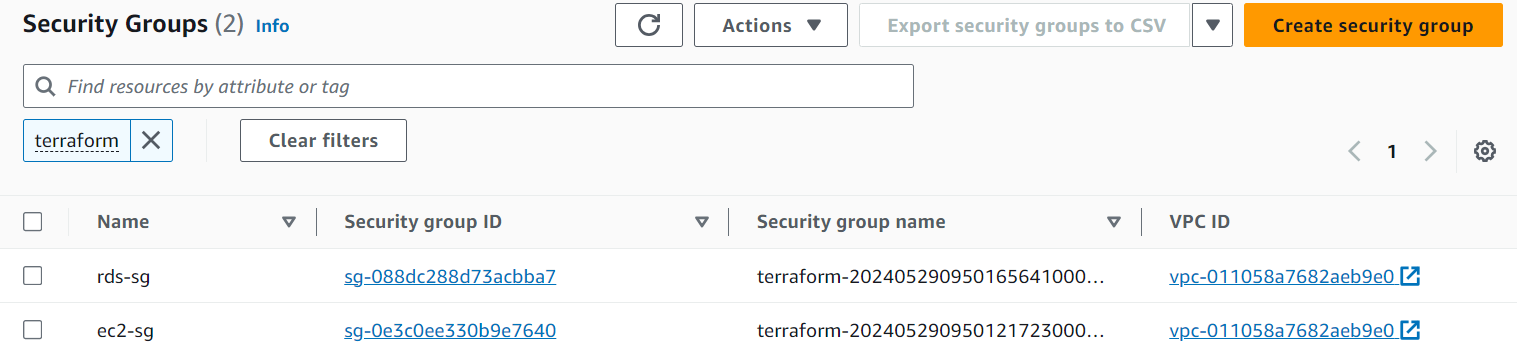 Security Groups (2) Info Actions Export security groups to CSV Create security group
Find resources by attribute or tag
terraform Clear filters 1
Name Security group ID Security group name VPC ID
rds-sg sg-088dc288d73acbba7 terraform-202405290950165641000... vpc-011058a7682aeb9e0
ec2-sg sg-0e3c0ee330b9e7640 terraform-202405290950121723000... vpc-011058a7682aeb9e0